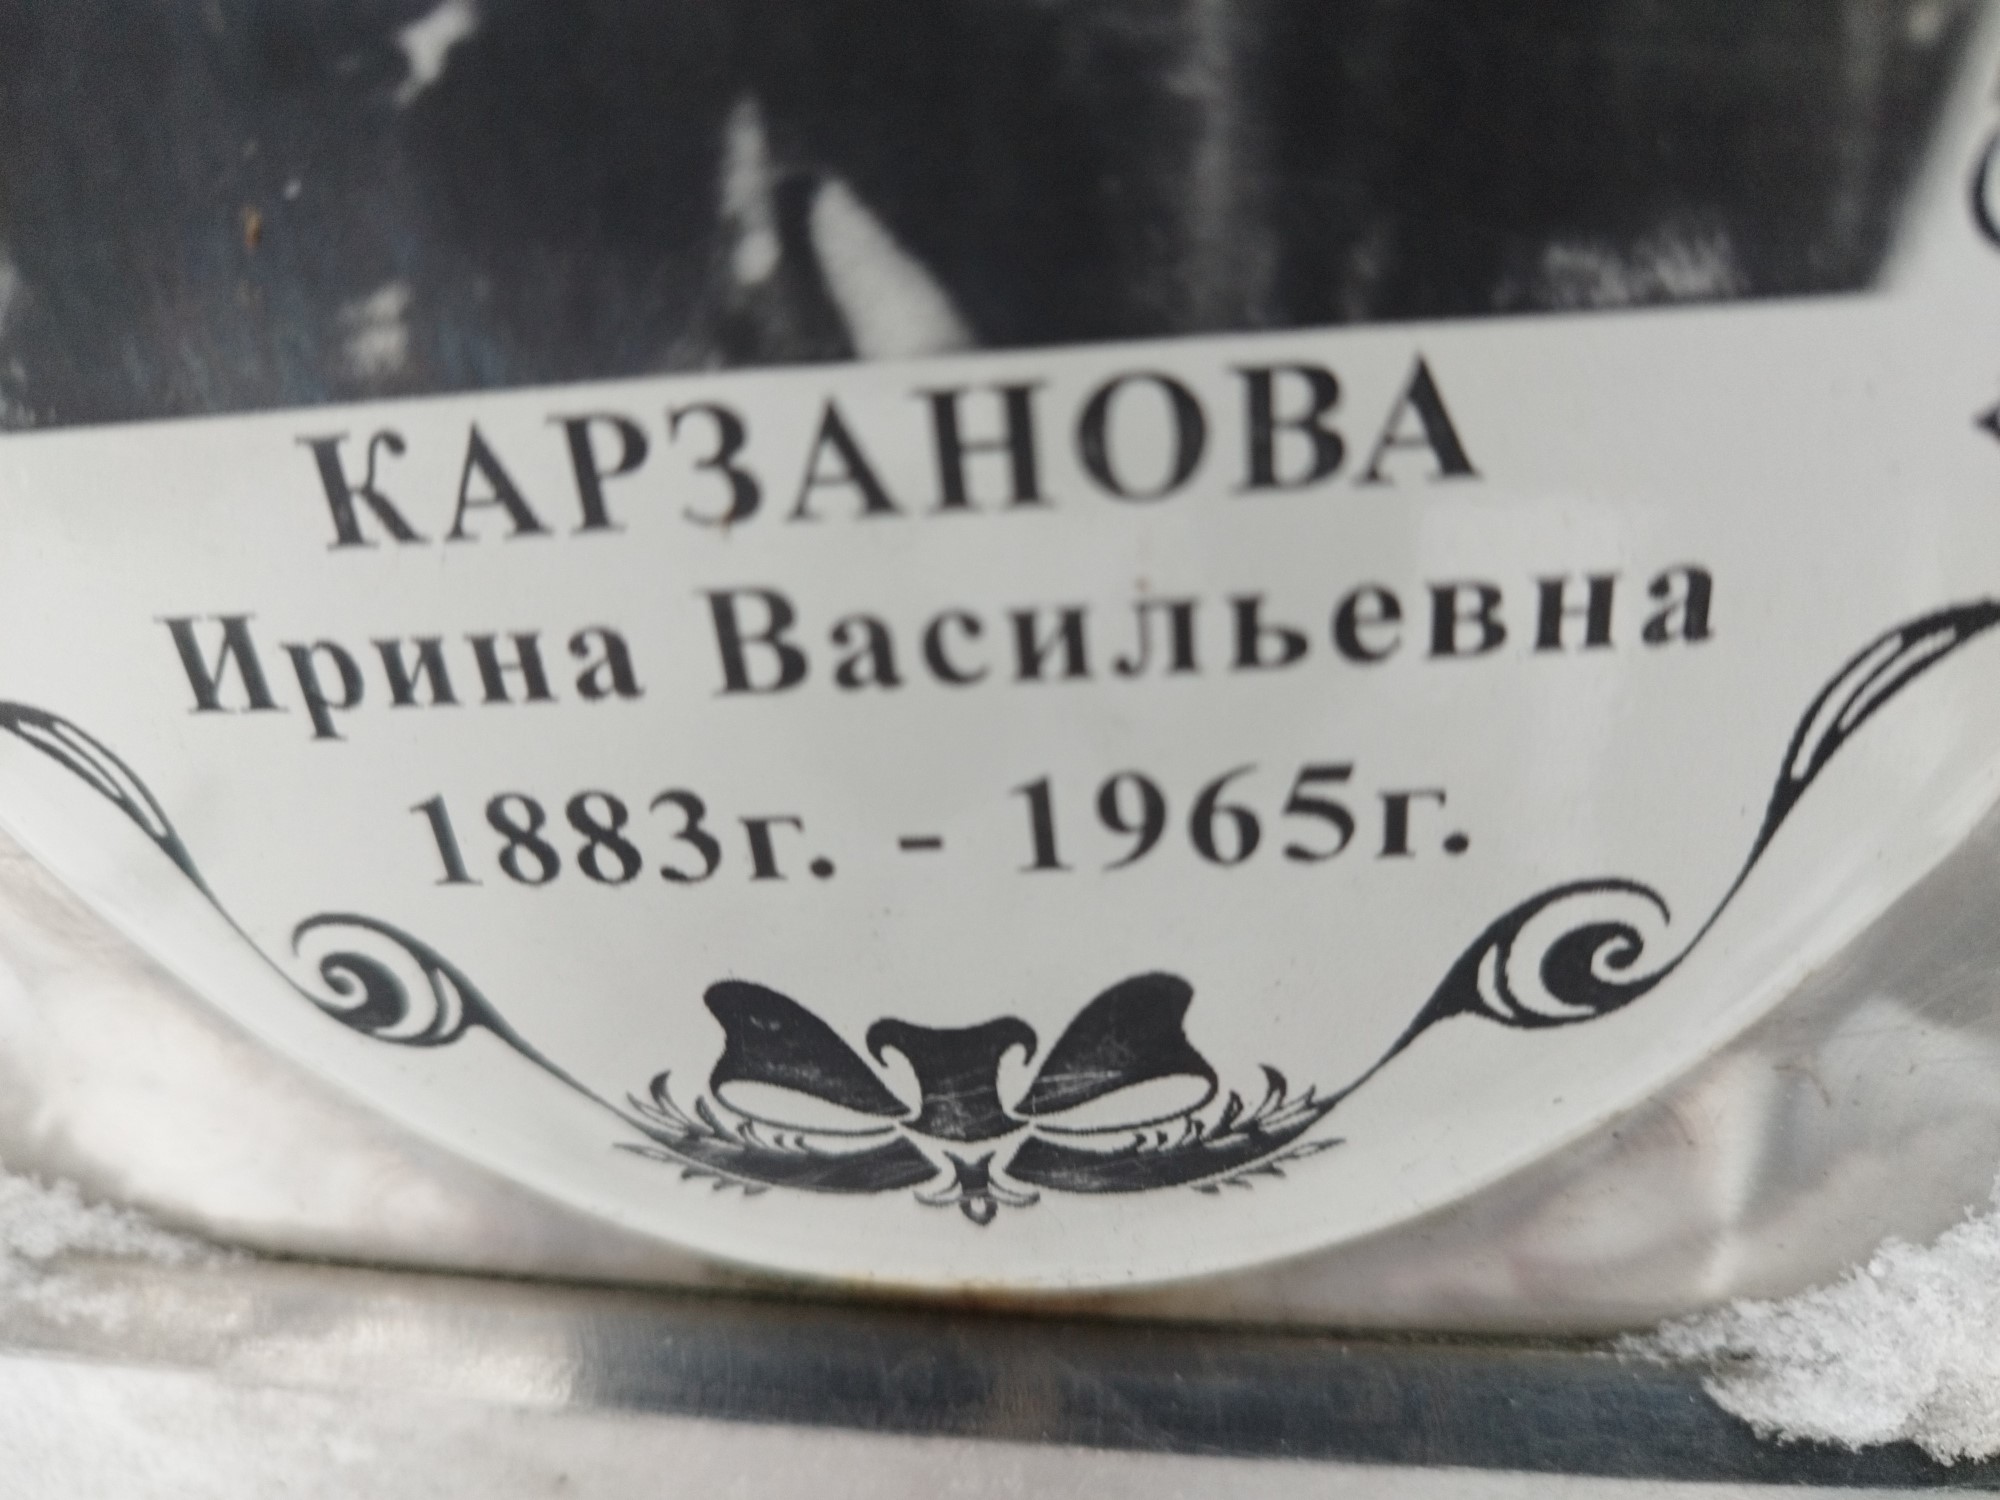 КАРЗАНОВА
Ирина Васильевна
1883г. - 1965г.